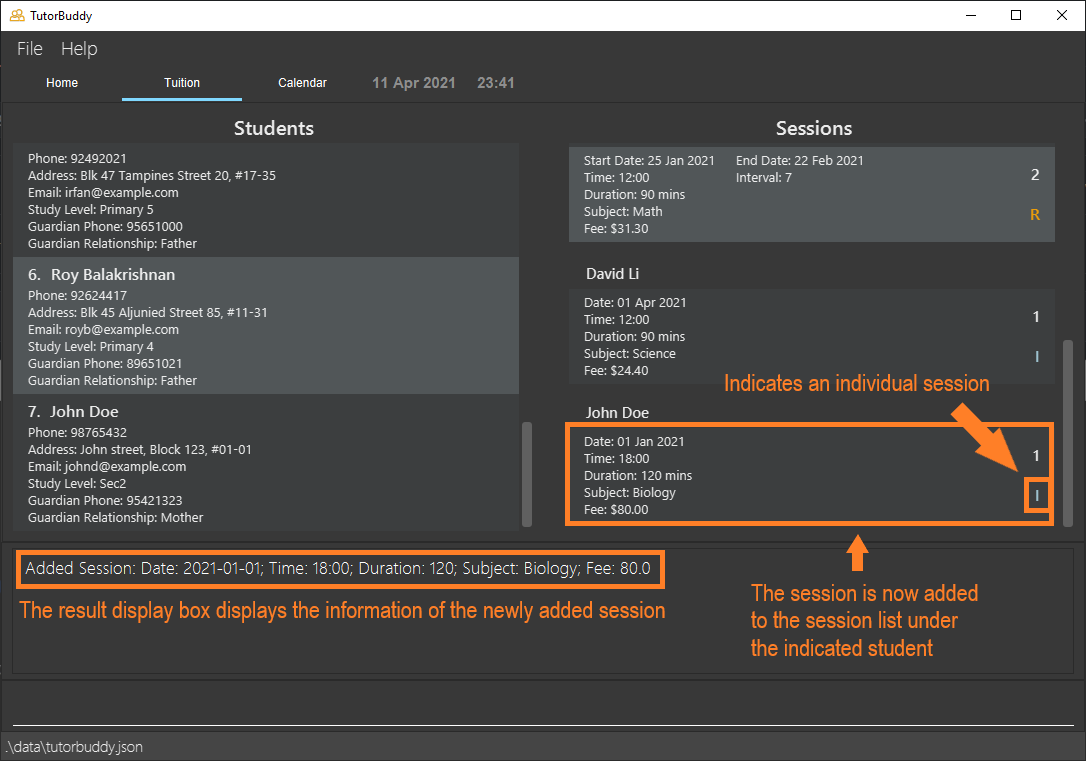 TutorBuddy
File Help
Home Tuition Calendar 11 Apr 2021 23:41
Students
Phone: 92492021
Address: Blk 47 Tampines Street 20, #17-35
Email: irfan@example.com
Study Level: Primary 5
Guardian Phone: 95651000
Guardian Relationship: Father
6. Roy Balakrishnan
Phone: 92624417
Address: Blk 45 Aljunied Street 85, #11-31
Email: royb@example.com
Study Level: Primary 4
Guardian Phone: 89651021
Guardian Relationship: Father
7. John Doe
Phone: 98765432
Address: John street, Block 123, #01-01
Email: johnd@example.com
Study Level: Sec2
Guardian Phone: 95421323
Guardian Relationship: Mother
Sessions
Start Date: 25 Jan 2021 End Date: 22 Feb 2021
Time: 12:00 Interval: 7
2
Duration: 90 mins
Subject: Math
R
Fee: $31.30
David Li
Date: 01 Apr 2021
Time: 12:00
1
Duration: 90 mins
Subject: Science
I
Fee: $24.40
Indicates an individual session
John Doe
Date: 01 Jan 2021
Time: 18:00
1
Duration: 120 mins
Subject: Biology
I
Fee: $80.00
Added Session: Date: 2021-01-01; Time: 18:00; Duration: 120; Subject: Biology; Fee: 80.0
The result display box displays the information of the newly added session
The session is now added
to the session list under
the indicated student
.\data\tutorbuddy.json